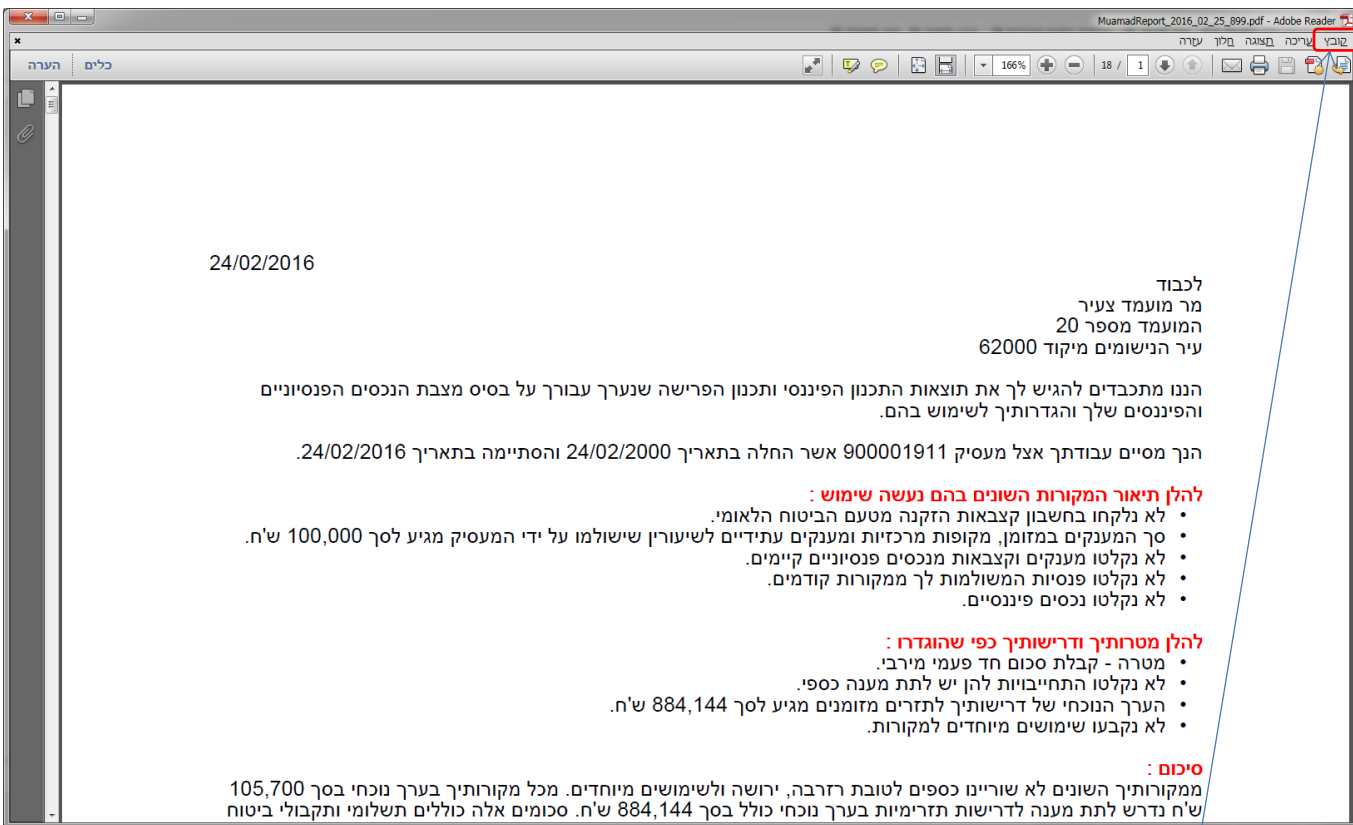 MuamadReport_2016_02_25_899.pdf - Adobe Reader
קובץ עריכה תצוגה חלון עזרה
1 / 18 166%
כלים הערה
24/02/2016
לכבוד
מר מועמד צעיר
המועמד מספר 20
עיר הנישומים מיקוד 62000
הננו מתכבדים להגיש לך את תוצאות התכנון הפיננסי ותכנון הפרישה שנערך עבורך על בסיס מצבת הנכסים הפנסיוניים
והפיננסים שלך והגדרותיך לשימוש בהם.
הנך מסיים עבודתך אצל מעסיק 900001911 אשר החלה בתאריך 24/02/2000 והסתיימה בתאריך 24/02/2016.
להלן תיאור המקורות השונים בהם נעשה שימוש :
• לא נלקחו בחשבון קצבאות הזקנה מטעם הביטוח הלאומי.
• סך המענקים במזומן, מקופות מרכזיות ומענקים עתידיים לשיעורין שישולמו על ידי המעסיק מגיע לסך 100,000 ש'ח.
• לא נקלטו מענקים וקצבאות מנכסים פנסיוניים קיימים.
• לא נקלטו פנסיות המשולמות לך ממקורות קודמים.
• לא נקלטו נכסים פיננסיים.
להלן מטרותיך ודרישותיך כפי שהוגדרו :
• מטרה - קבלת סכום חד פעמי מירבי.
• לא נקלטו התחייבויות להן יש לתת מענה כספי.
• הערך הנוכחי של דרישותיך לתזרים מזומנים מגיע לסך 884,144 ש'ח.
• לא נקבעו שימושים מיוחדים למקורות.
סיכום :
ממקורותיך השונים לא שוריינו כספים לטובת רזרבה, ירושה ולשימושים מיוחדים. מכל מקורותיך בערך נוכחי בסך 105,700
ש'ח נדרש לתת מענה לדרישות תזרימיות בערך נוכחי כולל בסך 884,144 ש'ח. סכומים אלה כוללים תשלומי ותקבולי ביטוח